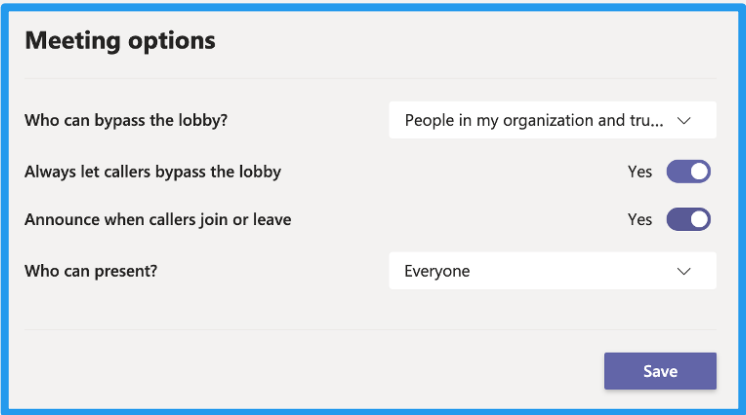 Meeting options
Who can bypass the lobby? People in my organization and tru...
Always let callers bypass the lobby Yes
Announce when callers join or leave Yes
Who can present? Everyone
Save